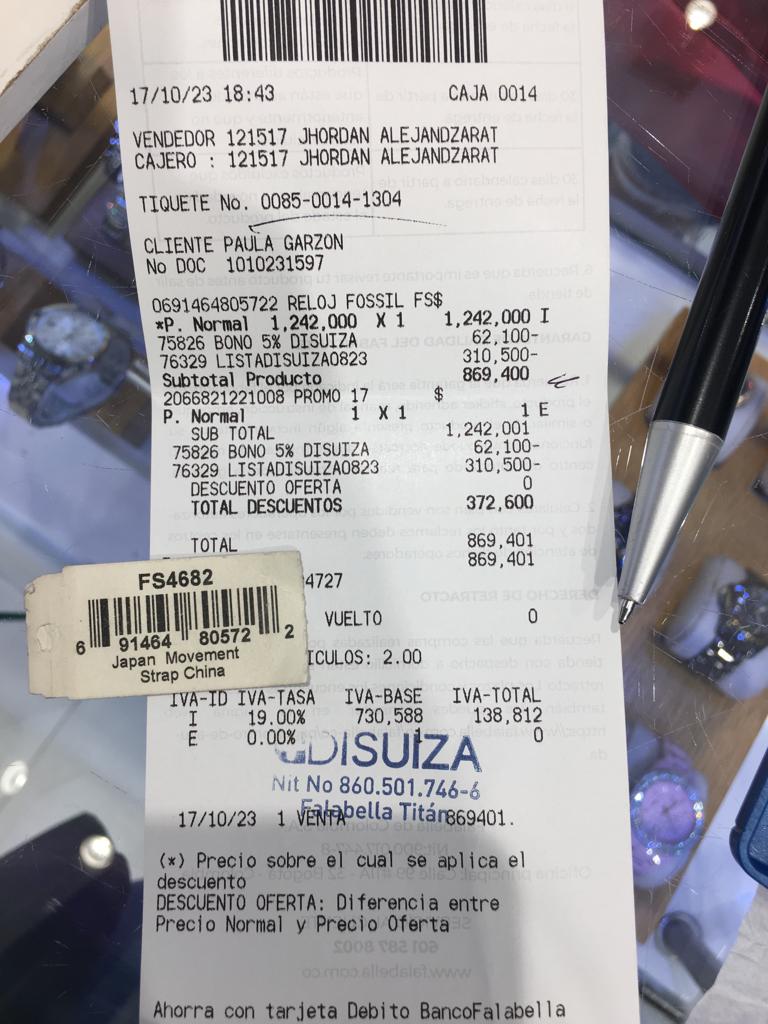 17/10/23 18:43 CAJA 0014
VENDEDOR 121517 JHORDAN ALEJANDZARAT
CAJERO : 121517 JHORDAN ALEJANDZARAT
TIQUETE No. 0085-0014-1304
CLIENTE PAULA GARZON
No DOC 1010231597
0691464805722 RELOJ FOSSIL FS$
*P. Normal 1,242,000 X 1 1,242,000 I
75826 BONO 5% DISUIZA 62,100-
76329 LISTADISUIZA0823 310,500-
Subtotal Producto 869,400
2066821221008 PROMO 17 $
P. Normal 1 X 1 1 E
SUB TOTAL 1,242,001
75826 BONO 5% DISUIZA 62,100-
76329 LISTADISUIZA0823 310,500-
DESCUENTO OFERTA 0
TOTAL DESCUENTOS 372,600
TOTAL 869,401
869,401
4727
VUELTO 0
ICULOS: 2.00
FS4682
6 91464 80572 2
Japan Movement
Strap China
IVA-ID IVA-TASA IVA-BASE IVA-TOTAL
I 19.00% 730,588 138,812
E 0.00% 1 0
DISUIZA
Nit No 860.501.746-6
Falabella Titán
17/10/23 1 VENTA 869401.
(*) Precio sobre el cual se aplica el
descuento
DESCUENTO OFERTA: Diferencia entre
Precio Normal y Precio Oferta
Ahorra con tarjeta Debito BancoFalabella